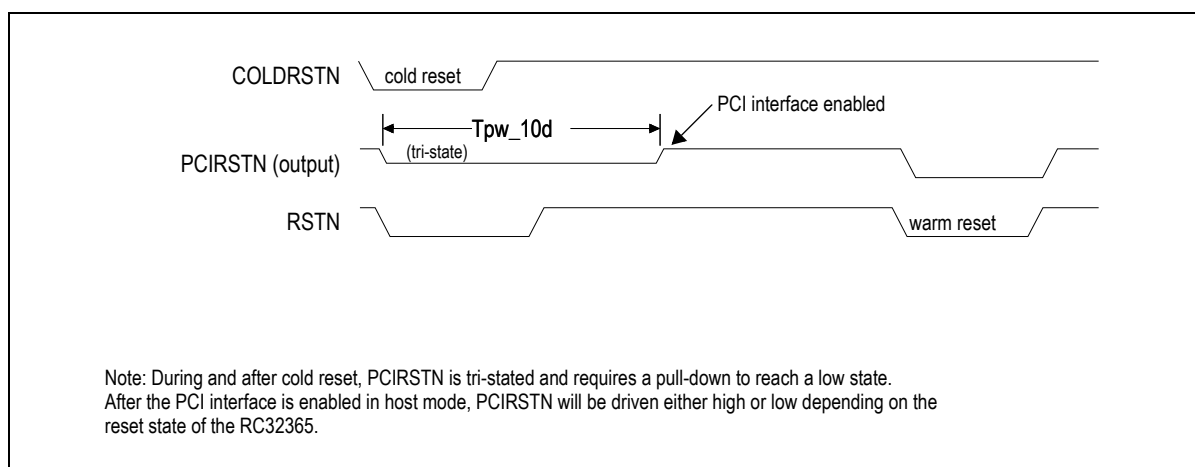 COLDRSTN
cold reset
PCI interface enabled
Tpw_10d
(tri-state)
PCIRSTN (output)
RSTN
warm reset
Note: During and after cold reset, PCIRSTN is tri-stated and requires a pull-down to reach a low state.
After the PCI interface is enabled in host mode, PCIRSTN will be driven either high or low depending on the
reset state of the RC32365.